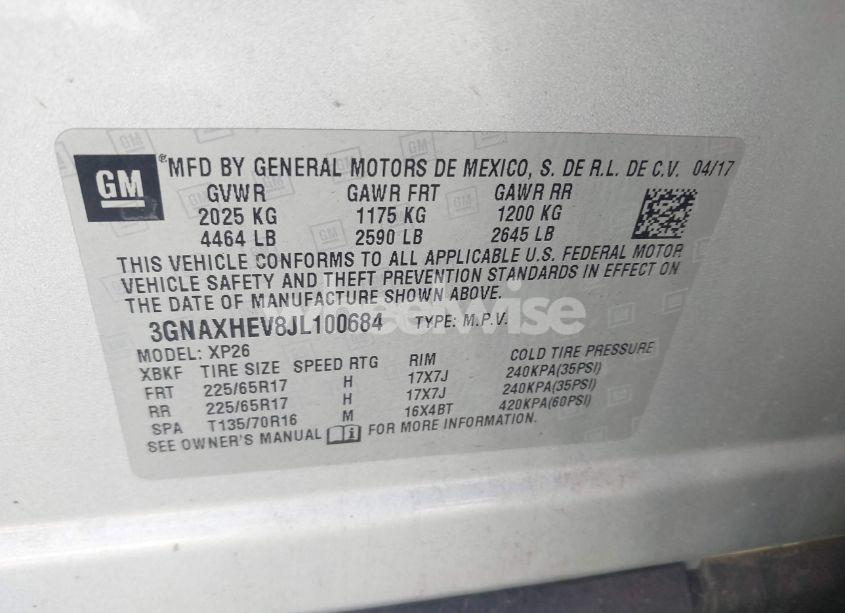 GM
® MFD BY GENERAL MOTORS DE MEXICO, S. DE R.L. DE C.V. 04/17
GVWR GAWR FRT GAWR RR
2025 KG 1175 KG 1200 KG
4464 LB 2590 LB 2645 LB
THIS VEHICLE CONFORMS TO ALL APPLICABLE U.S. FEDERAL MOTOR
VEHICLE SAFETY AND THEFT PREVENTION STANDARDS IN EFFECT ON
THE DATE OF MANUFACTURE SHOWN ABOVE.
wheelwise
3GNAXHEV8JL100684 TYPE: M.P.V.
MODEL: XP26
XBKF TIRE SIZE SPEED RTG RIM COLD TIRE PRESSURE
FRT 225/65R17 H 17X7J 240KPA(35PSI)
RR 225/65R17 H 17X7J 240KPA(35PSI)
SPA T135/70R16 M 16X4BT 420KPA(60PSI)
SEE OWNER'S MANUAL FOR MORE INFORMATION.